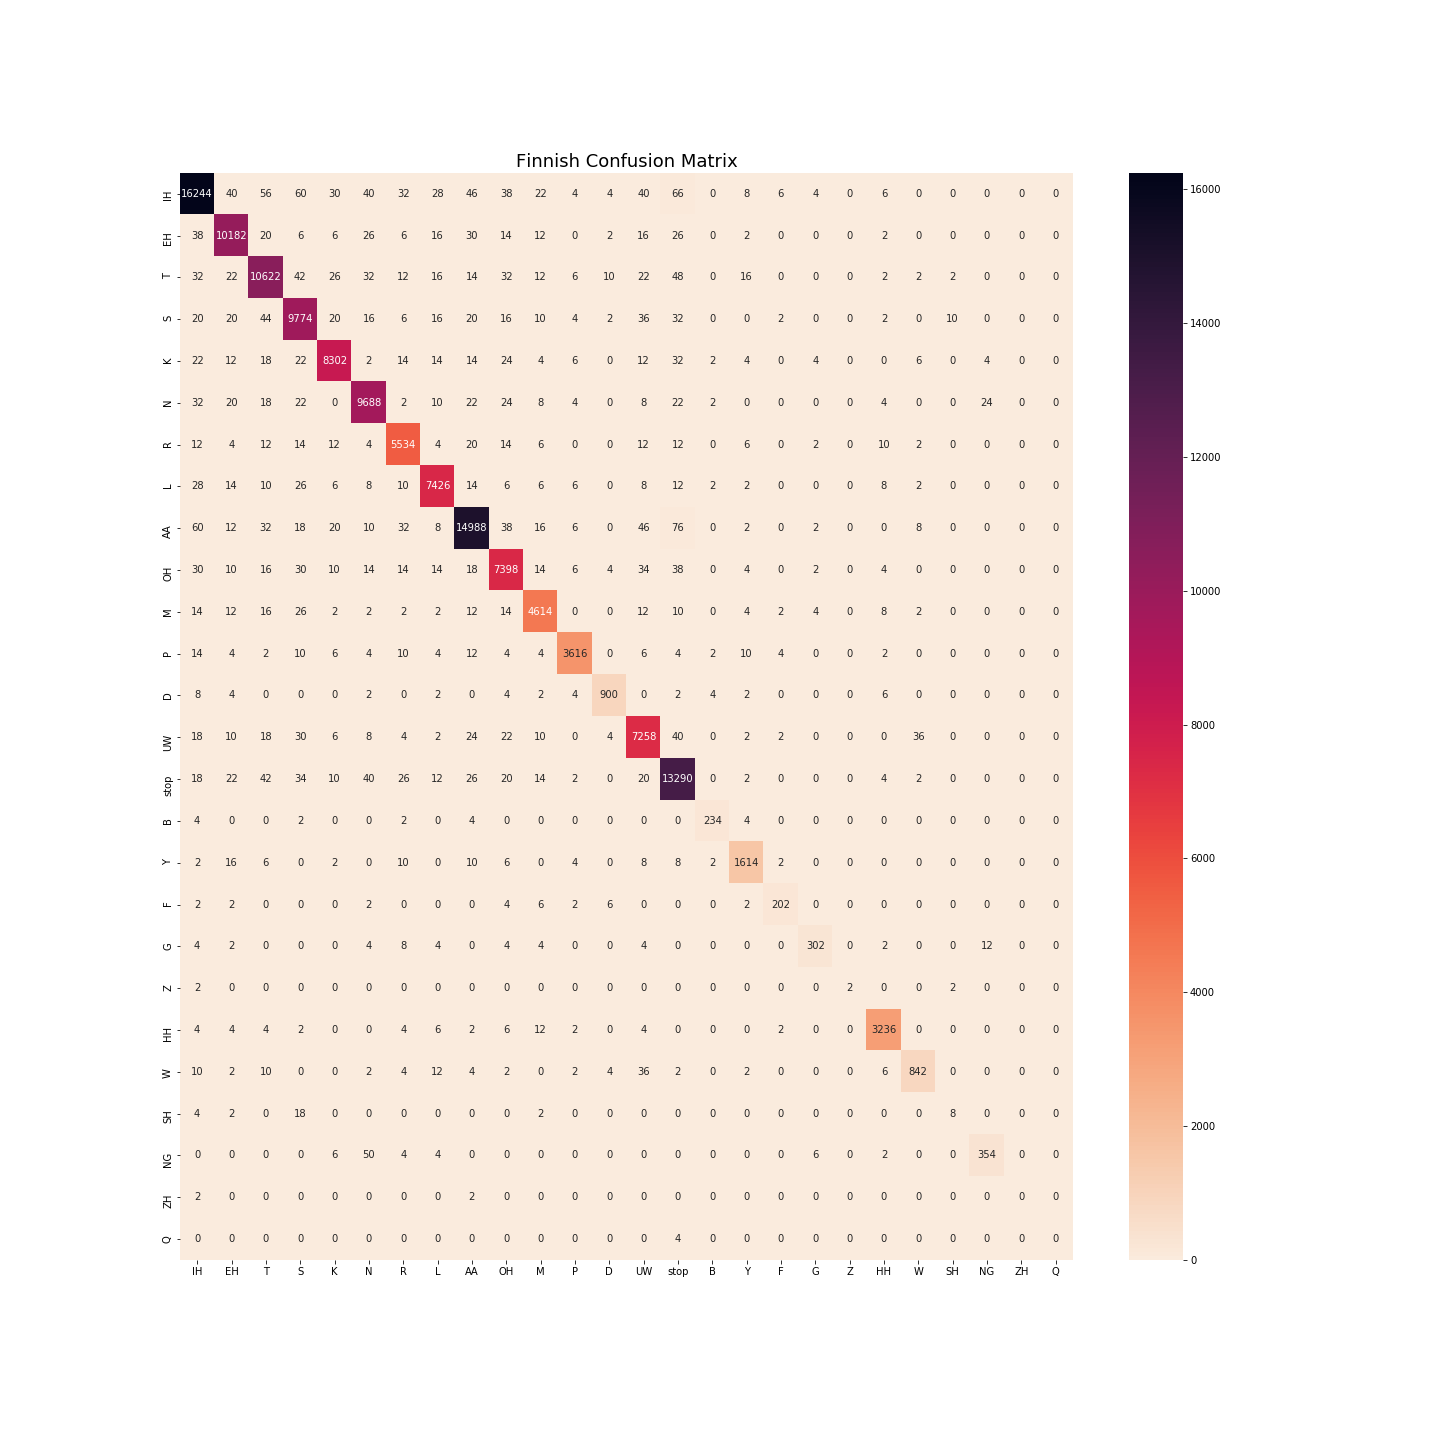 Finnish Confusion Matrix
IH 16244 40 56 60 30 40 32 28 46 38 22 4 4 40 66 0 8 6 4 0 6 0 0 0 0 0
EH 38 10182 20 6 6 26 6 16 30 14 12 0 2 16 26 0 2 0 0 0 2 0 0 0 0 0
T 32 22 10622 42 26 32 12 16 14 32 12 6 10 22 48 0 16 0 0 0 2 2 2 0 0 0
S 20 20 44 9774 20 16 6 16 20 16 10 4 2 36 32 0 0 2 0 0 2 0 10 0 0 0
K 22 12 18 22 8302 2 14 14 14 24 4 6 0 12 32 2 4 0 4 0 0 6 0 4 0 0
N 32 20 18 22 0 9688 2 10 22 24 8 4 0 8 22 2 0 0 0 0 4 0 0 24 0 0
R 12 4 12 14 12 4 5534 4 20 14 6 0 0 12 12 0 6 0 2 0 10 2 0 0 0 0
L 28 14 10 26 6 8 10 7426 14 6 6 6 0 8 12 2 2 0 0 0 8 2 0 0 0 0
AA 60 12 32 18 20 10 32 8 14988 38 16 6 0 46 76 0 2 0 2 0 0 8 0 0 0 0
OH 30 10 16 30 10 14 14 14 18 7398 14 6 4 34 38 0 4 0 2 0 4 0 0 0 0 0
M 14 12 16 26 2 2 2 2 12 14 4614 0 0 12 10 0 4 2 4 0 8 2 0 0 0 0
P 14 4 2 10 6 4 10 4 12 4 4 3616 0 6 4 2 10 4 0 0 2 0 0 0 0 0
D 8 4 0 0 0 2 0 2 0 4 2 4 900 0 2 4 2 0 0 0 6 0 0 0 0 0
UW 18 10 18 30 6 8 4 2 24 22 10 0 4 7258 40 0 2 2 0 0 0 36 0 0 0 0
stop 18 22 42 34 10 40 26 12 26 20 14 2 0 20 13290 0 2 0 0 0 4 2 0 0 0 0
B 4 0 0 2 0 0 2 0 4 0 0 0 0 0 0 234 4 0 0 0 0 0 0 0 0 0
Y 2 16 6 0 2 0 10 0 10 6 0 4 0 8 8 2 1614 2 0 0 0 0 0 0 0 0
F 2 2 0 0 0 2 0 0 0 4 6 2 6 0 0 0 2 202 0 0 0 0 0 0 0 0
G 4 2 0 0 0 4 8 4 0 4 4 0 0 4 0 0 0 0 302 0 2 0 0 12 0 0
Z 2 0 0 0 0 0 0 0 0 0 0 0 0 0 0 0 0 0 0 2 0 0 2 0 0 0
HH 4 4 4 2 0 0 4 6 2 6 12 2 0 4 0 0 0 2 0 0 3236 0 0 0 0 0
W 10 2 10 0 0 2 4 12 4 2 0 2 4 36 2 0 2 0 0 0 6 842 0 0 0 0
SH 4 2 0 18 0 0 0 0 0 0 2 0 0 0 0 0 0 0 0 0 0 0 8 0 0 0
NG 0 0 0 0 6 50 4 4 0 0 0 0 0 0 0 0 0 0 6 0 2 0 0 354 0 0
ZH 2 0 0 0 0 0 0 0 2 0 0 0 0 0 0 0 0 0 0 0 0 0 0 0 0 0
Q 0 0 0 0 0 0 0 0 0 0 0 0 0 0 4 0 0 0 0 0 0 0 0 0 0 0
IH EH T S K N R L AA OH M P D UW stop B Y F G Z HH W SH NG ZH Q
16000
14000
12000
10000
8000
6000
4000
2000
0